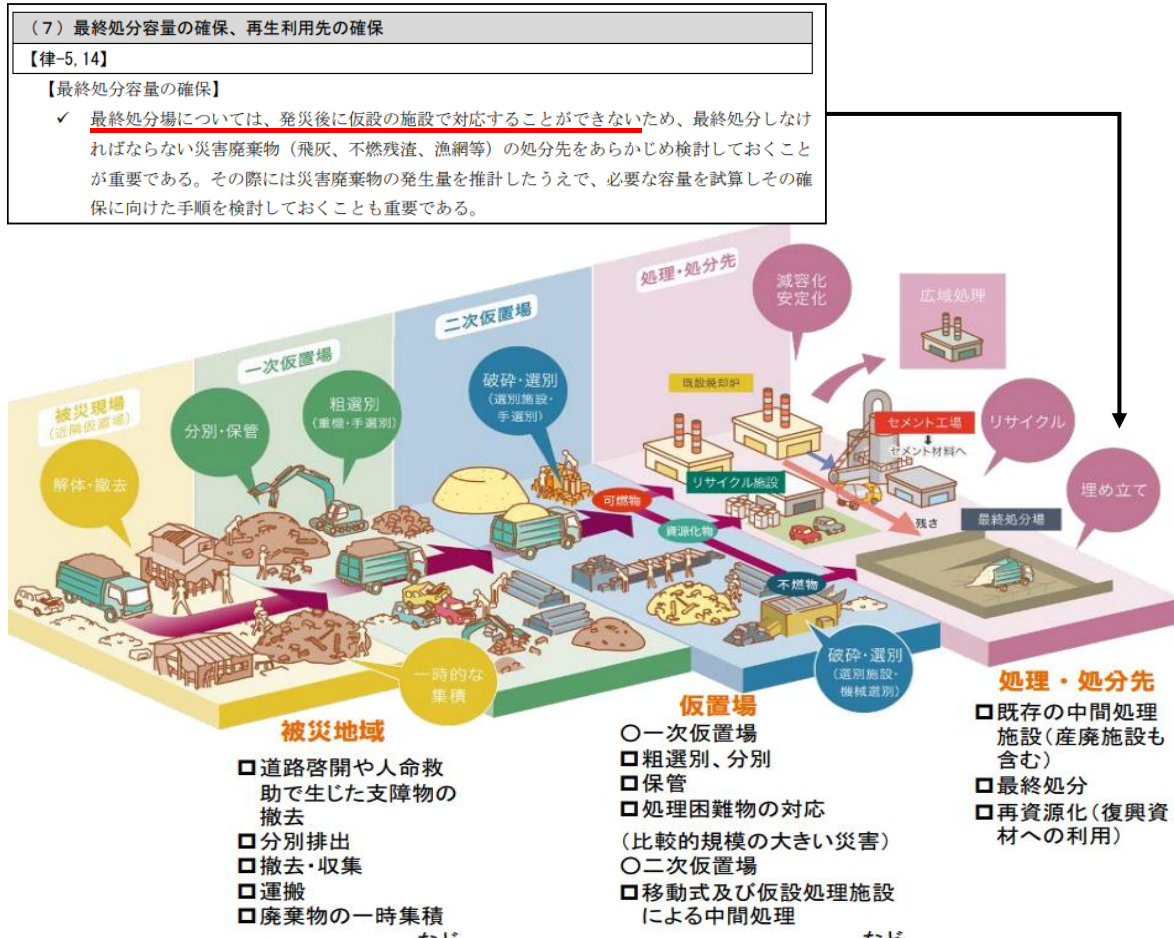 （７）最終処分容量の確保、再生利用先の確保
【律-5, 14】
【最終処分容量の確保】
✓ 最終処分場については、発災後に仮設の施設で対応することができないため、最終処分しなけ
ればならない災害廃棄物（飛灰、不燃残渣、漁網等）の処分先をあらかじめ検討しておくこと
が重要である。その際には災害廃棄物の発生量を推計したうえで、必要な容量を試算しその確
保に向けた手順を検討しておくことも重要である。
被災現場
（近隣仮置場）
解体・撤去
一時的な
集積
一次仮置場
分別・保管
粗選別
（重機・手選別）
二次仮置場
破砕・選別
（選別施設・
手選別）
可燃物
資源化物
不燃物
破砕・選別
（選別施設・
機械選別）
処理・処分先
減容化
安定化
広域処理
既設焼却炉
セメント工場
セメント材料へ
リサイクル
リサイクル施設
残さ
最終処分場
埋め立て
被災地域
□道路啓開や人命救
助で生じた支障物の
撤去
□分別排出
□撤去・収集
□運搬
□廃棄物の一時集積
など
仮置場
○一次仮置場
□粗選別、分別
□保管
□処理困難物の対応
（比較的規模の大きい災害）
○二次仮置場
□移動式及び仮設処理施設
による中間処理
など
処理・処分先
□既存の中間処理
施設（産廃施設も
含む）
□最終処分
□再資源化（復興資
材への利用）